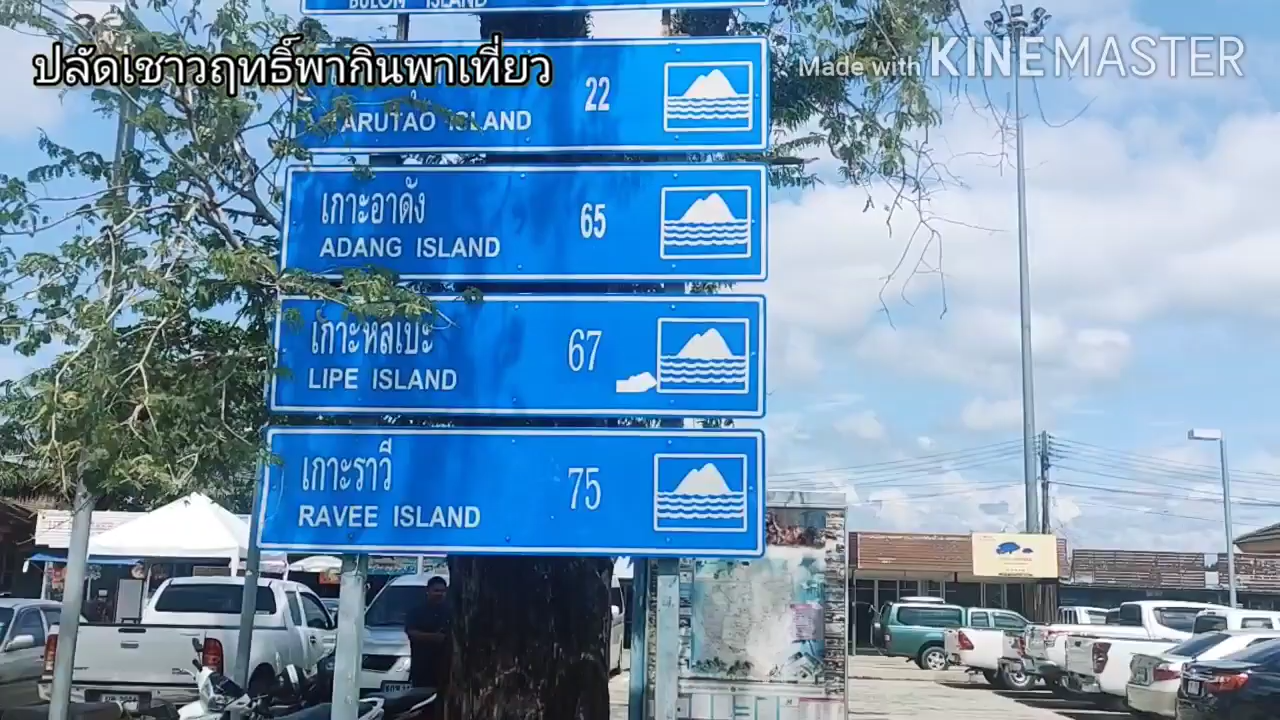 BULON ISLAND
ปลัดเชาวฤทธิ์พากินพาเที่ยว
Made with KINEMASTER
22
TARUTAO ISLAND
เกาะอาดัง
65
ADANG ISLAND
เกาะหลีเป๊ะ
67
LIPE ISLAND
เกาะราวี
75
RAVEE ISLAND